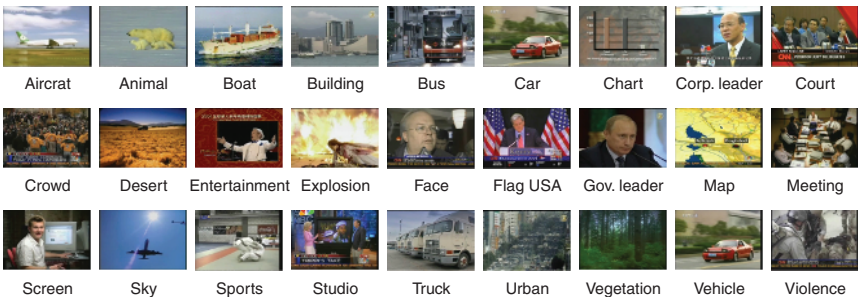 Aircrat Animal Boat Building Bus Car Chart Corp. leader Court
Crowd Desert Entertainment Explosion Face Flag USA Gov. leader Map Meeting
Screen Sky Sports Studio Truck Urban Vegetation Vehicle Violence